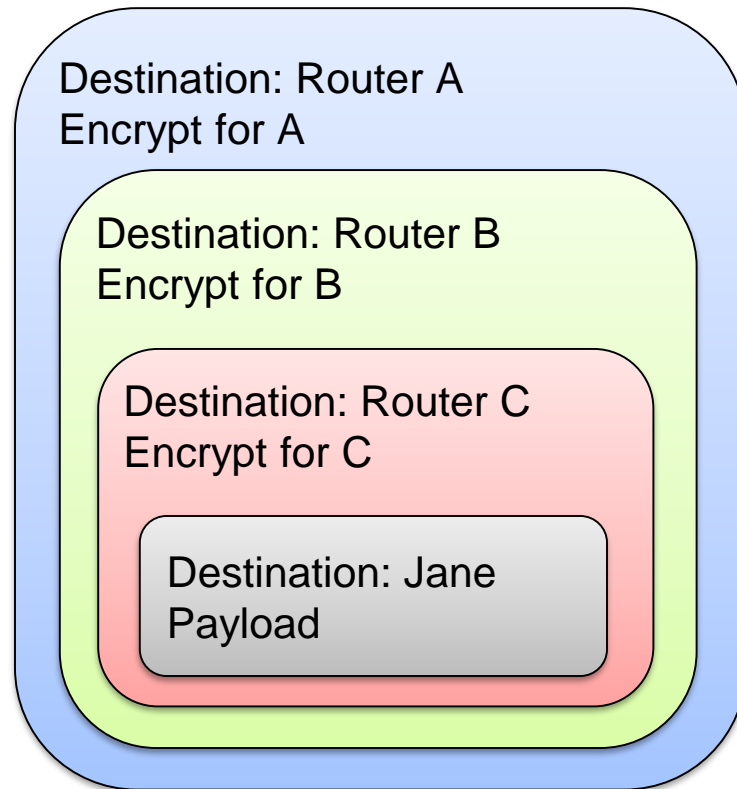 Destination: Router A
Encrypt for A
Destination: Router B
Encrypt for B
Destination: Router C
Encrypt for C
Destination: Jane
Payload